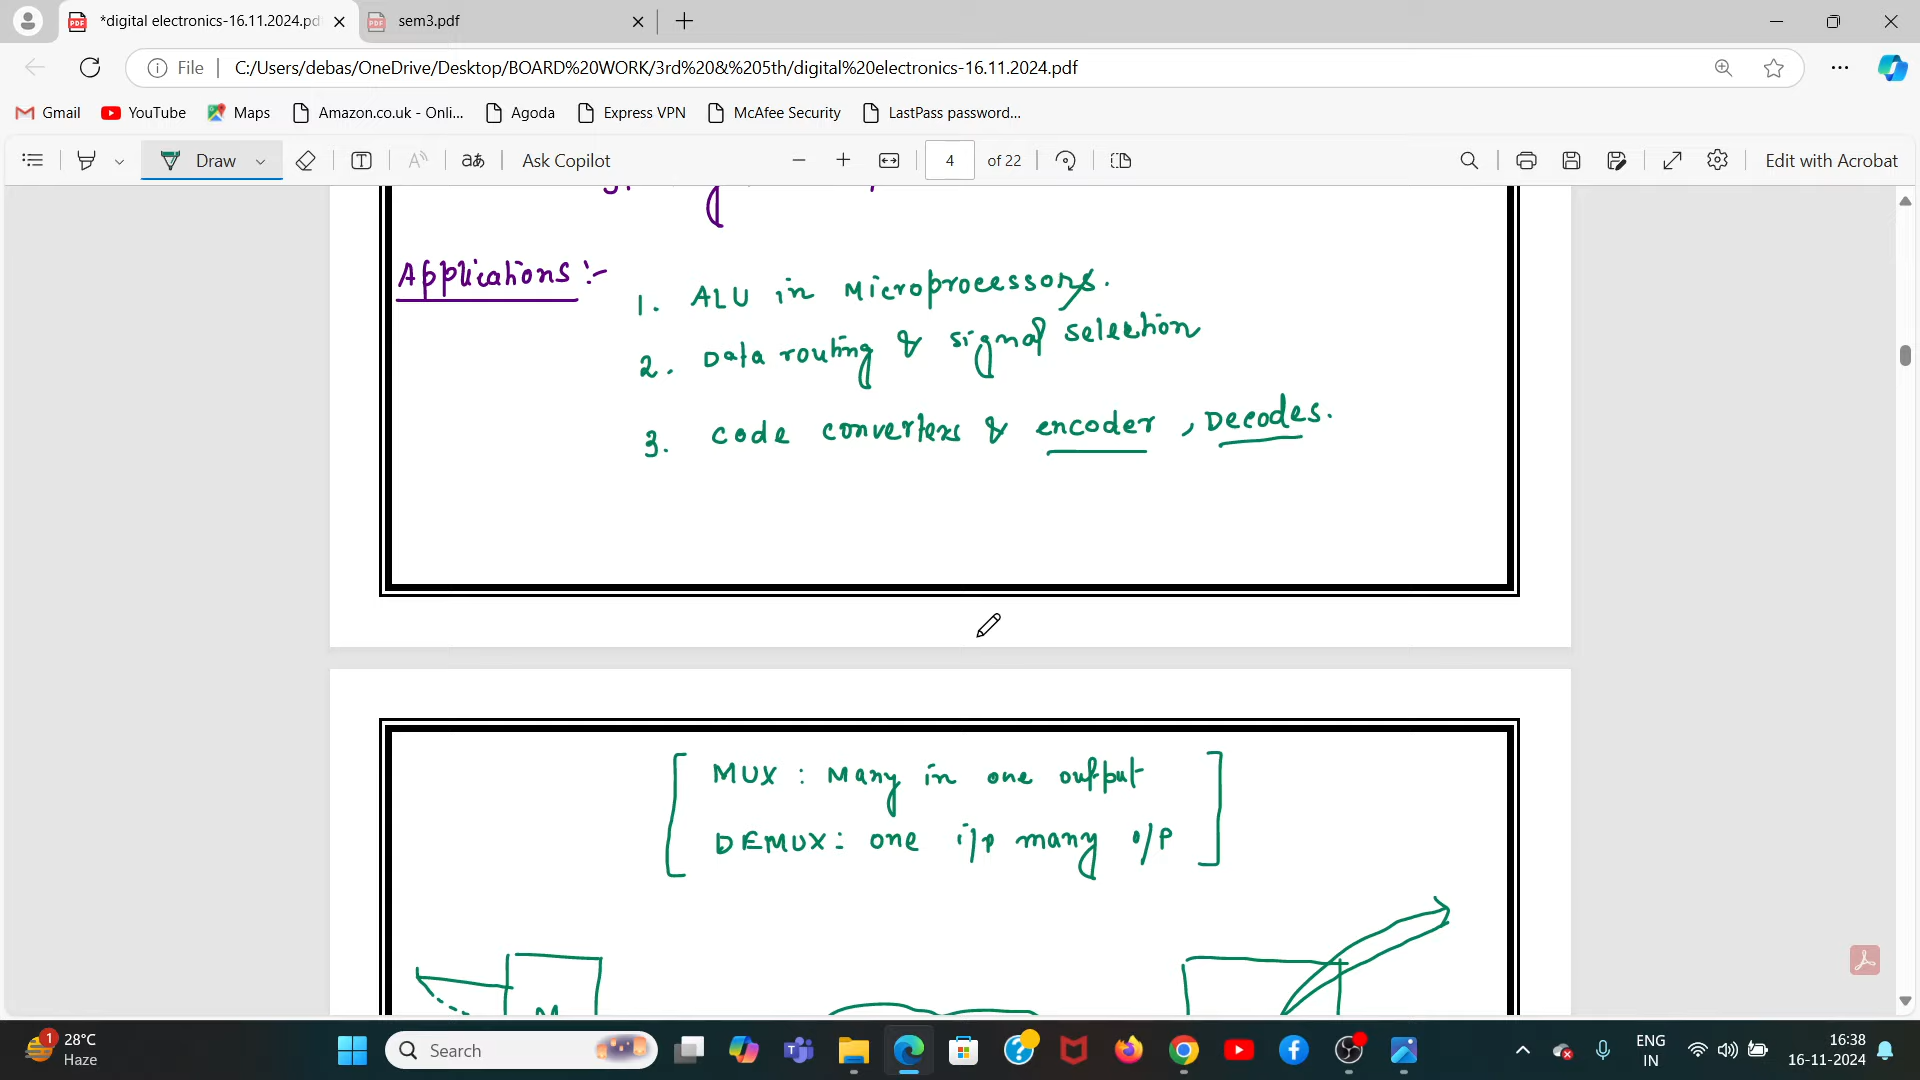 *digital electronics-16.11.2024.pd
sem3.pdf
File
C:/Users/debas/OneDrive/Desktop/BOARD%20WORK/3rd%20&%205th/digital%20electronics-16.11.2024.pdf
Gmail
YouTube
Maps
Amazon.co.uk - Onli...
Agoda
Express VPN
McAfee Security
LastPass password...
Draw
Ask Copilot
4 of 22
Edit with Acrobat
Applications :-
1. ALU in Microprocessors.
2. Data routing & signal selection
3. Code converters & encoder, Decodes.
MUX : Many in one output
DEMUX : one i/p many o/p
M
1
28°C
Haze
Search
ENG
IN
16:38
16-11-2024